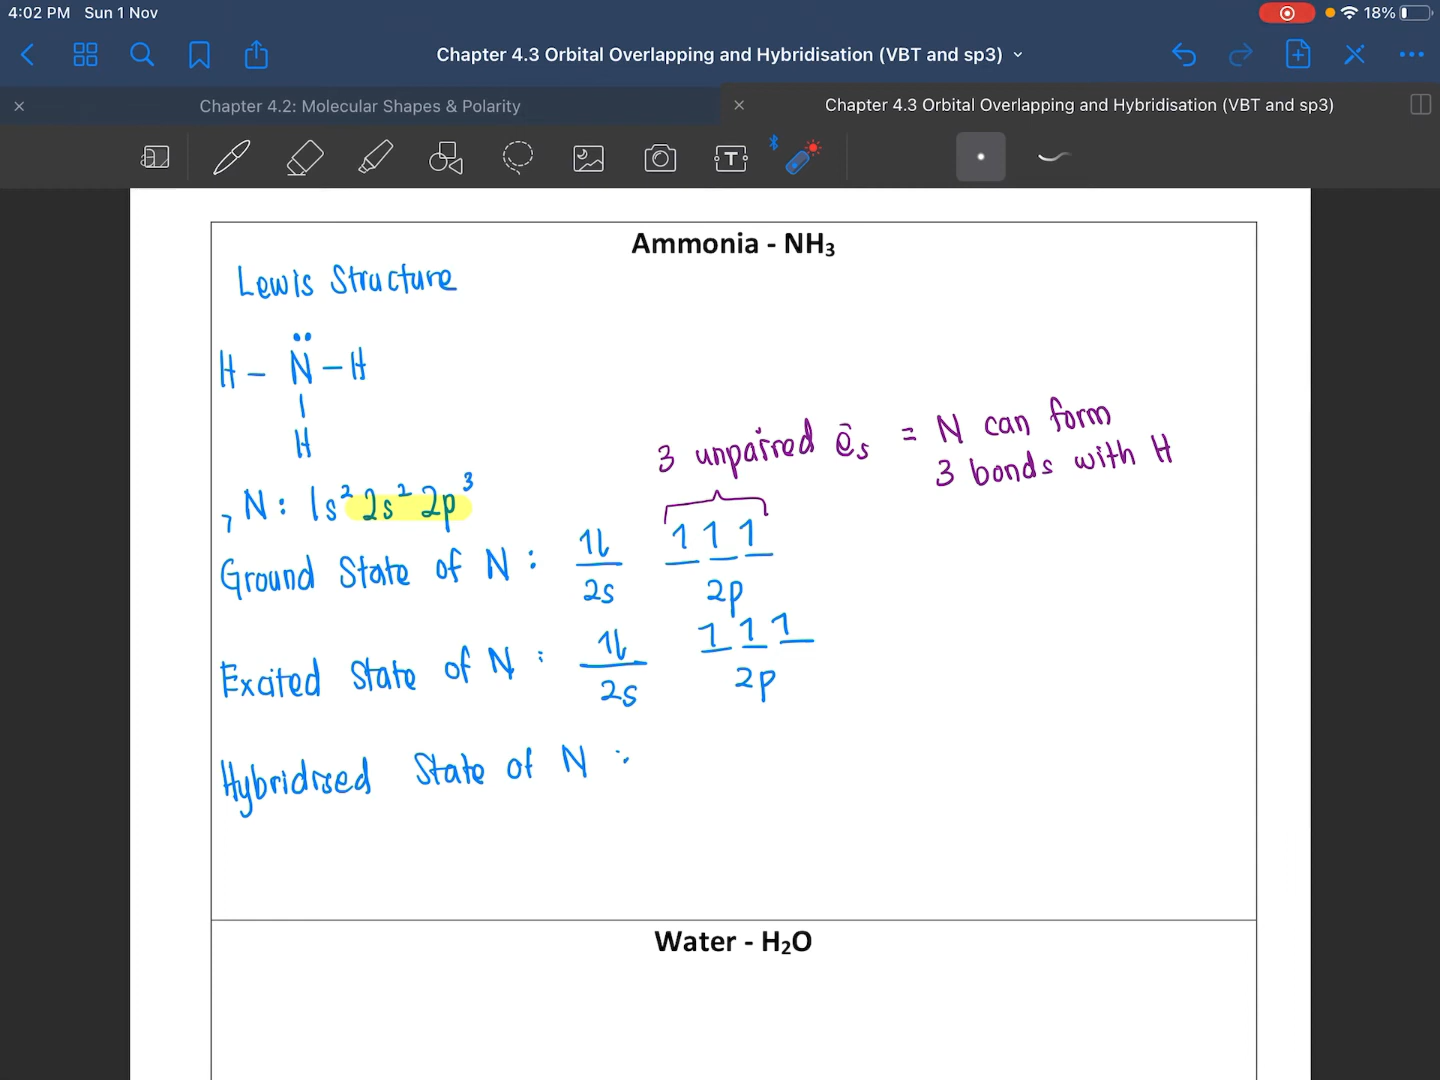 4:02 PM Sun 1 Nov
18%
Chapter 4.3 Orbital Overlapping and Hybridisation (VBT and sp3)
Chapter 4.2: Molecular Shapes & Polarity
Chapter 4.3 Orbital Overlapping and Hybridisation (VBT and sp3)
T
Ammonia - NH₃
Lewis Structure
H – N̈ – H
|
H
3 unpaired ēs = N can form
3 bonds with H
₇N: 1s² 2s² 2p³
Ground State of N : 1l 1 1 1
2s 2p
Excited State of N : 1l 1 1 1
2s 2p
Hybridised State of N :
Water - H₂O